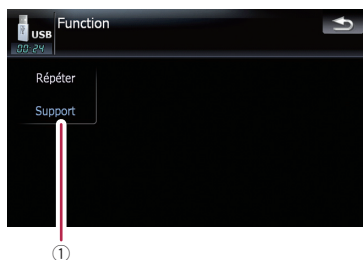 Function
USB
00:24
Répéter
Support
①